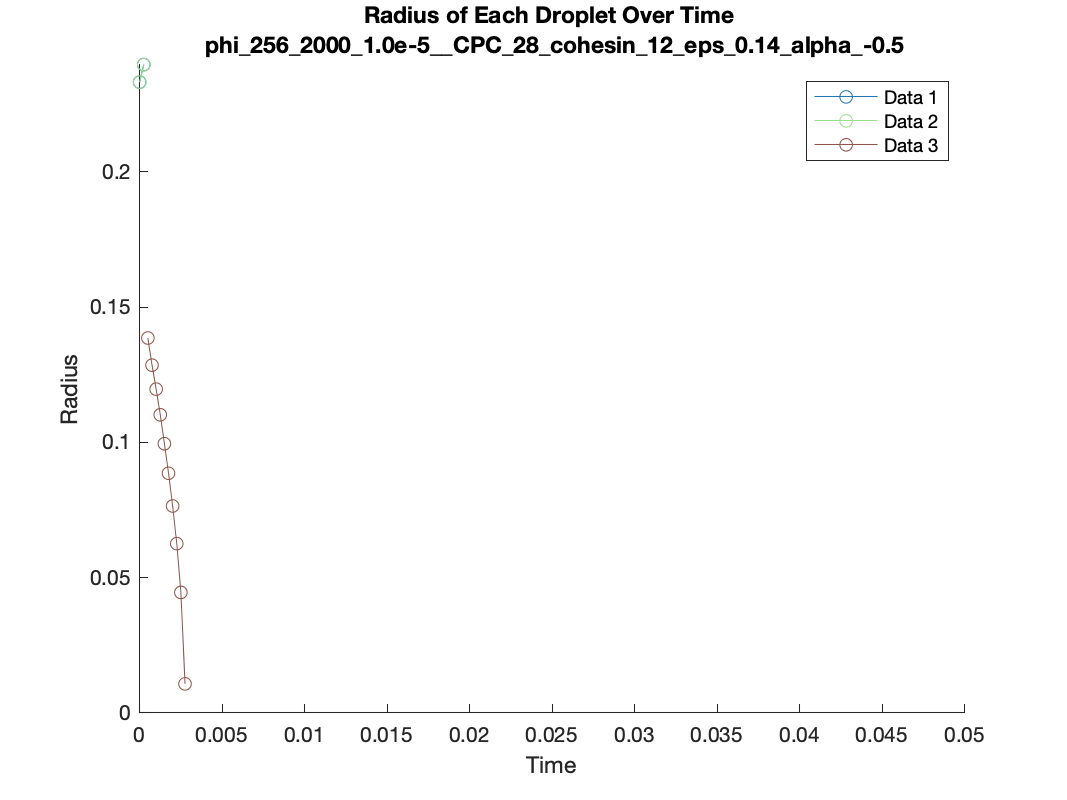 Radius of Each Droplet Over Time
phi_256_2000_1.0e-5__CPC_28_cohesin_12_eps_0.14_alpha_-0.5
Data 1
Data 2
Data 3
0.2
0.15
0.1
0.05
0
Radius
0 0.005 0.01 0.015 0.02 0.025 0.03 0.035 0.04 0.045 0.05
Time